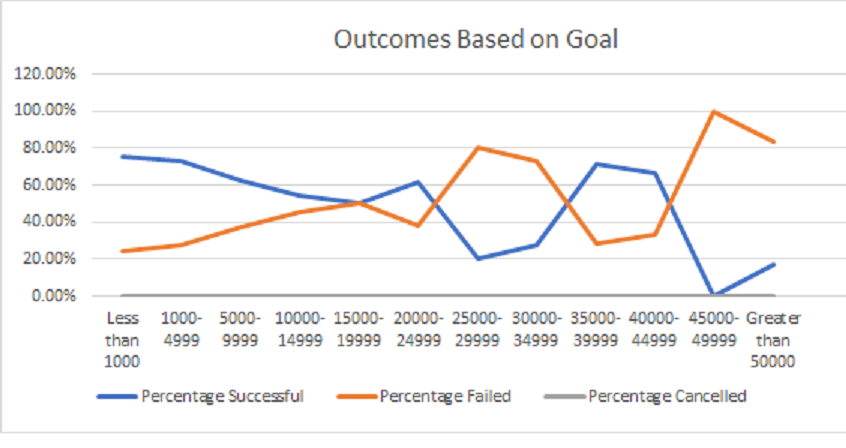 Outcomes Based on Goal
120.00%
100.00%
80.00%
60.00%
40.00%
20.00%
0.00%
Less than 1000
1000-4999
5000-9999
10000-14999
15000-19999
20000-24999
25000-29999
30000-34999
35000-39999
40000-44999
45000-49999
Greater than 50000
Percentage Successful
Percentage Failed
Percentage Cancelled